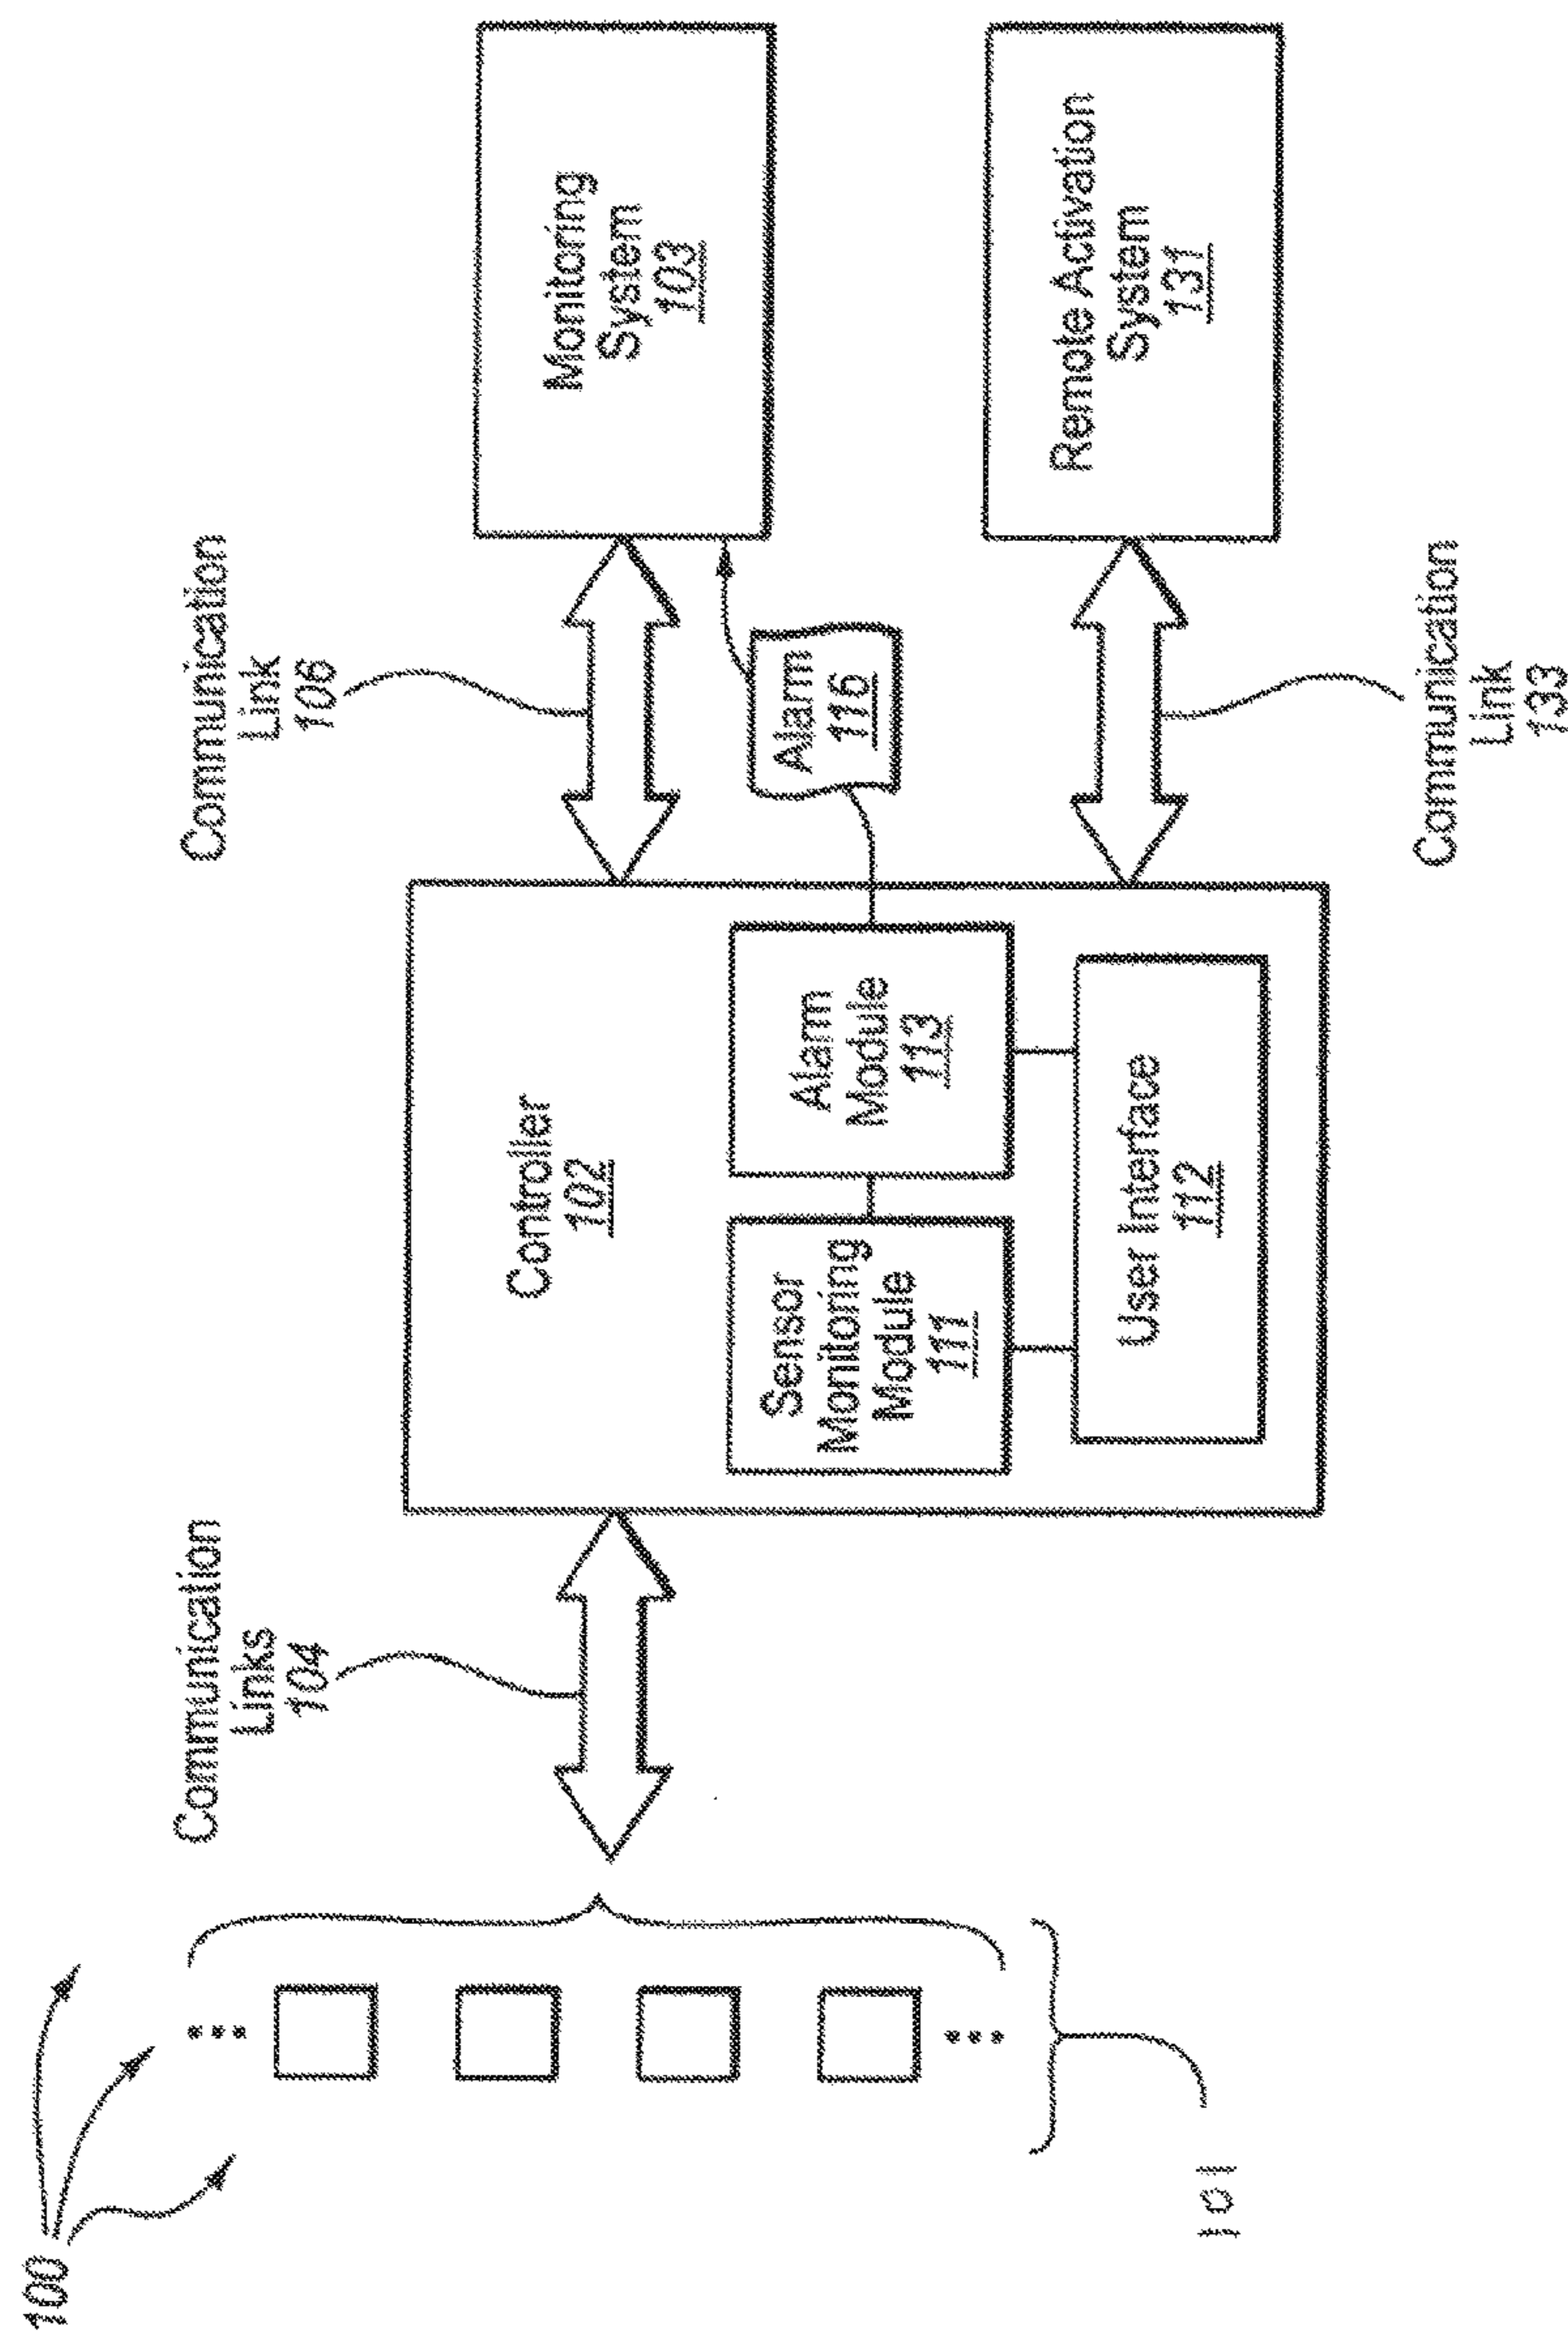 100
Communication
Links
104
Communication
Link
106
Controller
102
Monitoring
System
103
Sensor
Monitoring
Module
111
Alarm
Module
113
Alarm
116
User Interface
112
Remote Activation
System
131
101
Communication
Link
133